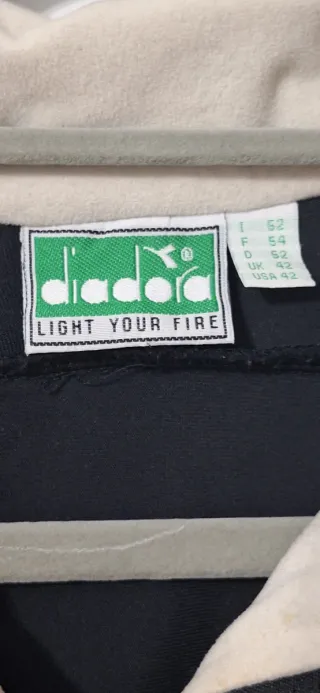 diadora®
LIGHT YOUR FIRE
I 52
F 54
D 52
UK 42
USA 42